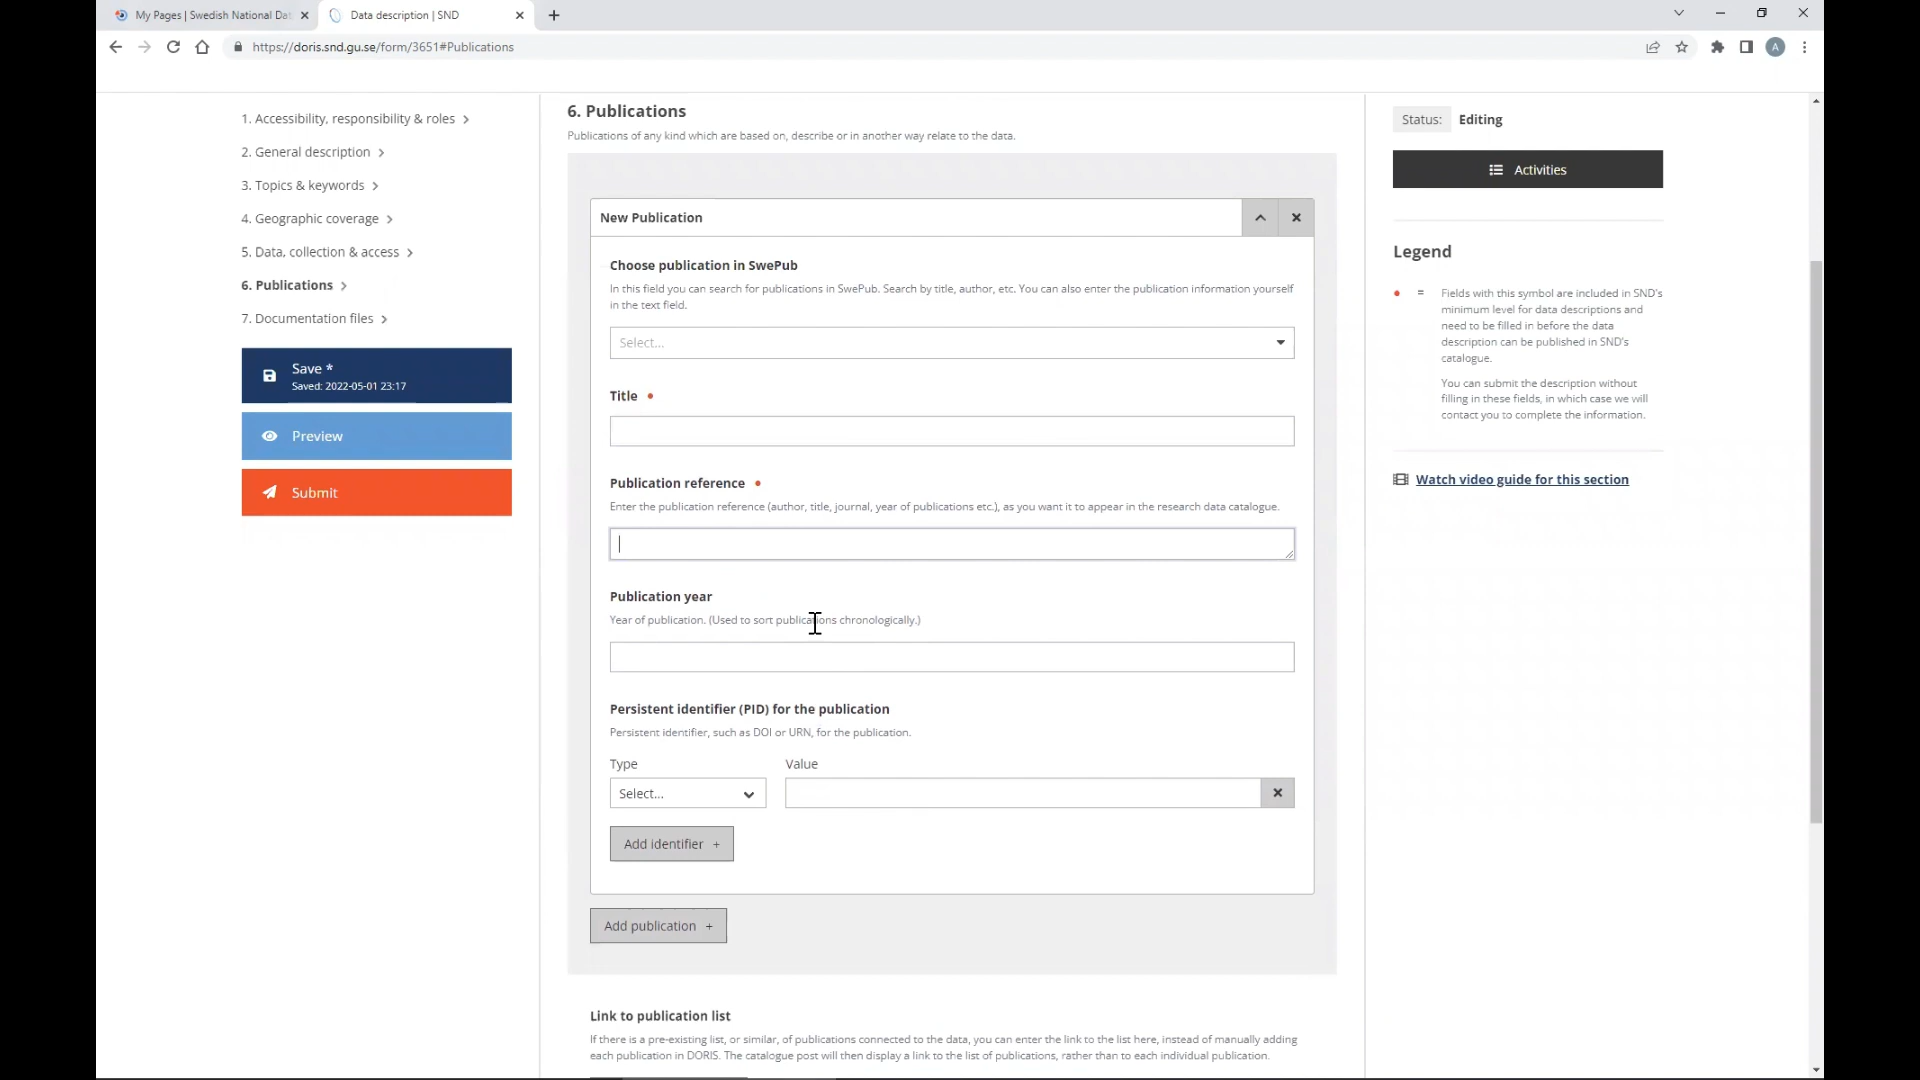 My Pages | Swedish National Dat
Data description | SND
https://doris.snd.gu.se/form/3651#Publications
A
1. Accessibility, responsibility & roles
2. General description
3. Topics & keywords
4. Geographic coverage
5. Data, collection & access
6. Publications
7. Documentation files
Save *
Saved: 2022-05-01 23:17
Preview
Submit
6. Publications
Publications of any kind which are based on, describe or in another way relate to the data.
New Publication
Choose publication in SwePub
In this field you can search for publications in SwePub. Search by title, author, etc. You can also enter the publication information yourself
in the text field.
Select...
Title
Publication reference
Enter the publication reference (author, title, journal, year of publications etc.), as you want it to appear in the research data catalogue.
Publication year
Year of publication. (Used to sort publications chronologically.)
Persistent identifier (PID) for the publication
Persistent identifier, such as DOI or URN, for the publication.
Type
Value
Select...
Add identifier +
Add publication +
Link to publication list
If there is a pre-existing list, or similar, of publications connected to the data, you can enter the link to the list here, instead of manually adding
each publication in DORIS. The catalogue post will then display a link to the list of publications, rather than to each individual publication.
Status: Editing
Activities
Legend
= Fields with this symbol are included in SND's
minimum level for data descriptions and
need to be filled in before the data
description can be published in SND's
catalogue.
You can submit the description without
filling in these fields, in which case we will
contact you to complete the information.
Watch video guide for this section